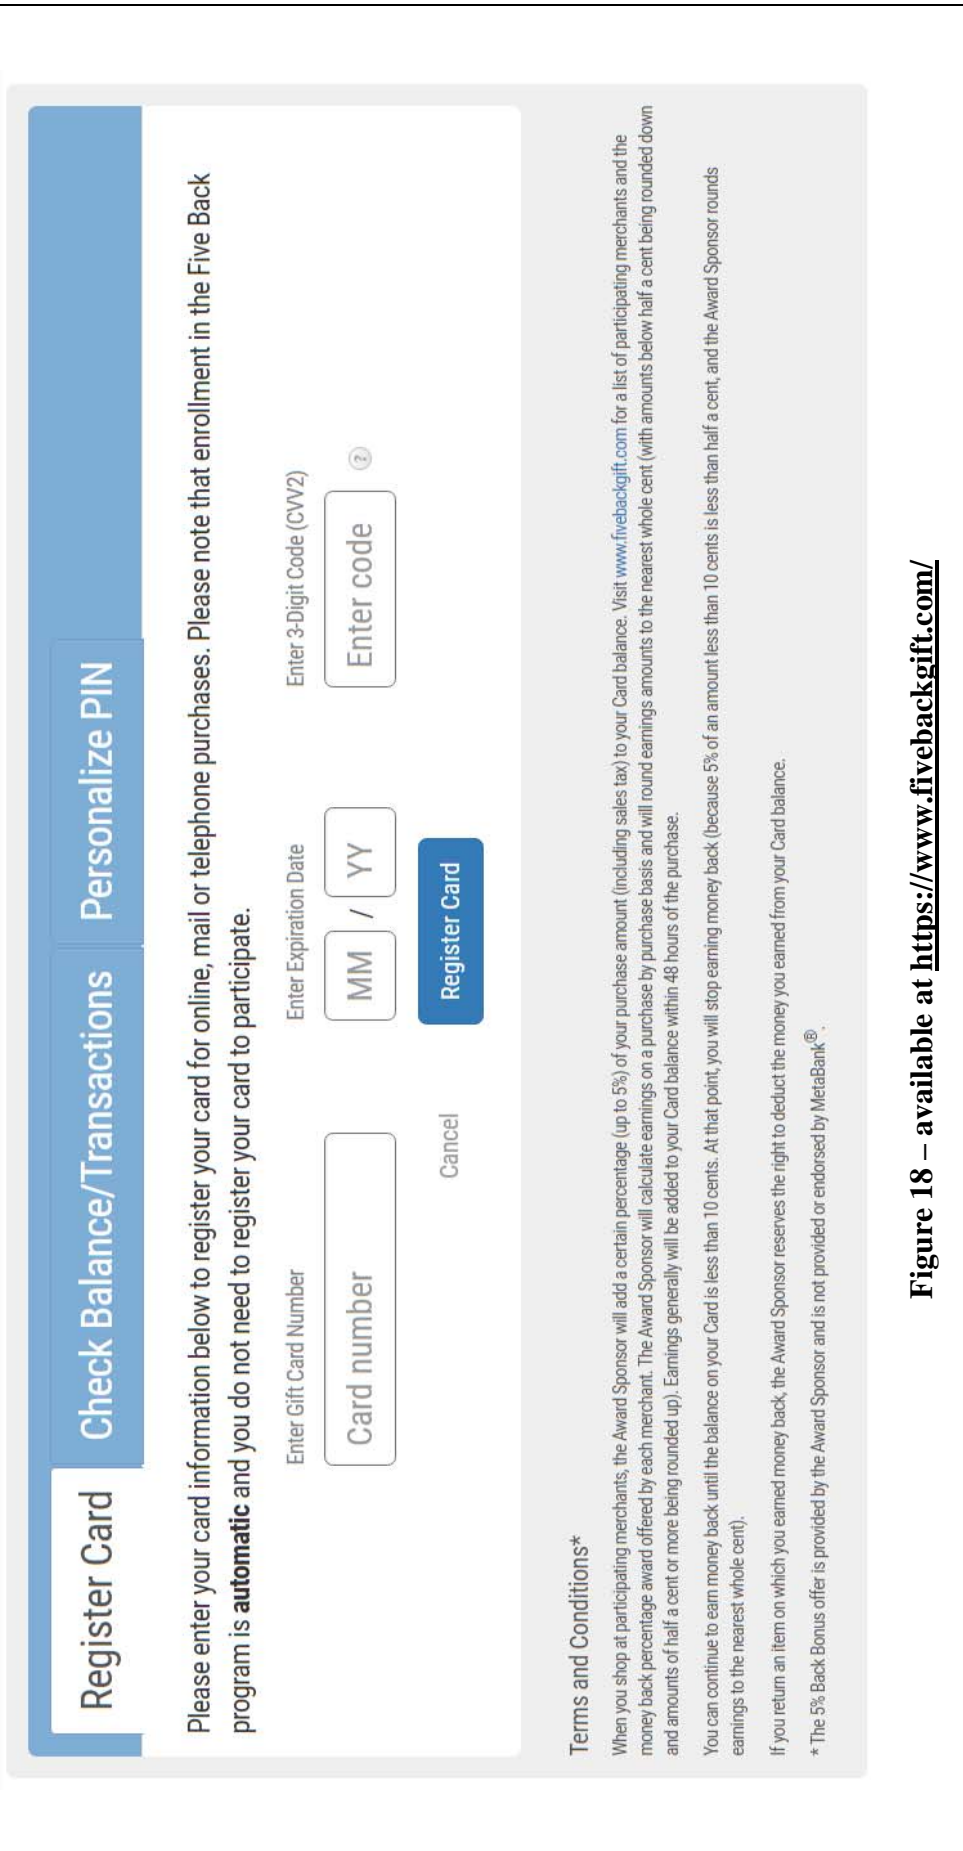 Register Card Check Balance/Transactions Personalize PIN
Please enter your card information below to register your card for online, mail or telephone purchases. Please note that enrollment in the Five Back
program is automatic and you do not need to register your card to participate.
Enter Gift Card Number Enter Expiration Date Enter 3-Digit Code (CVV2)
Card number MM / YY Enter code ?
Cancel Register Card
Terms and Conditions*
When you shop at participating merchants, the Award Sponsor will add a certain percentage (up to 5%) of your purchase amount (including sales tax) to your Card balance. Visit www.fivebackgift.com for a list of participating merchants and the
money back percentage award offered by each merchant. The Award Sponsor will calculate earnings on a purchase by purchase basis and will round earnings amounts to the nearest whole cent (with amounts below half a cent being rounded down
and amounts of half a cent or more being rounded up). Earnings generally will be added to your Card balance within 48 hours of the purchase.
You can continue to earn money back until the balance on your Card is less than 10 cents. At that point, you will stop earning money back (because 5% of an amount less than 10 cents is less than half a cent, and the Award Sponsor rounds
earnings to the nearest whole cent).
If you return an item on which you earned money back, the Award Sponsor reserves the right to deduct the money you earned from your Card balance.
* The 5% Back Bonus offer is provided by the Award Sponsor and is not provided or endorsed by MetaBank®.
Figure 18 – available at https://www.fivebackgift.com/